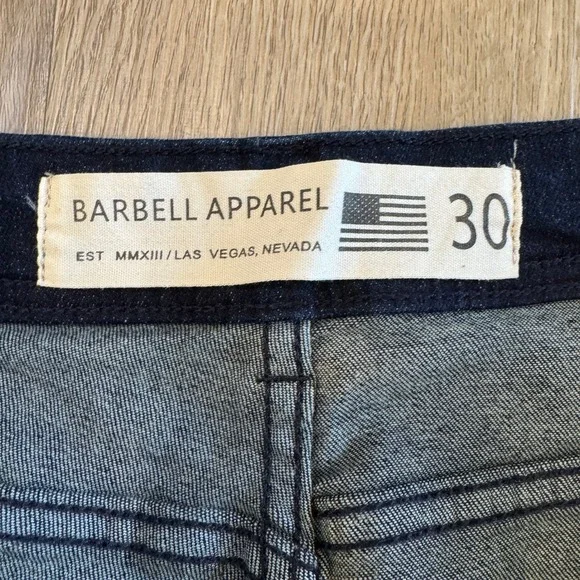 BARBELL APPAREL
30
EST MMXIII / LAS VEGAS, NEVADA